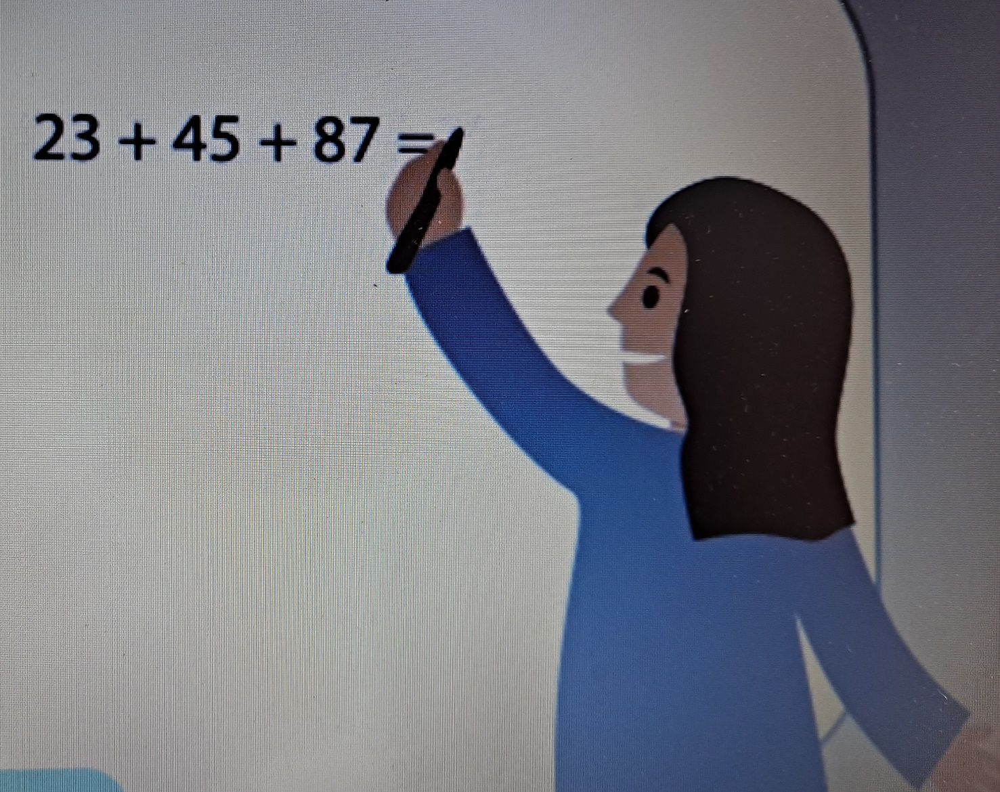 23 + 45 + 87 =